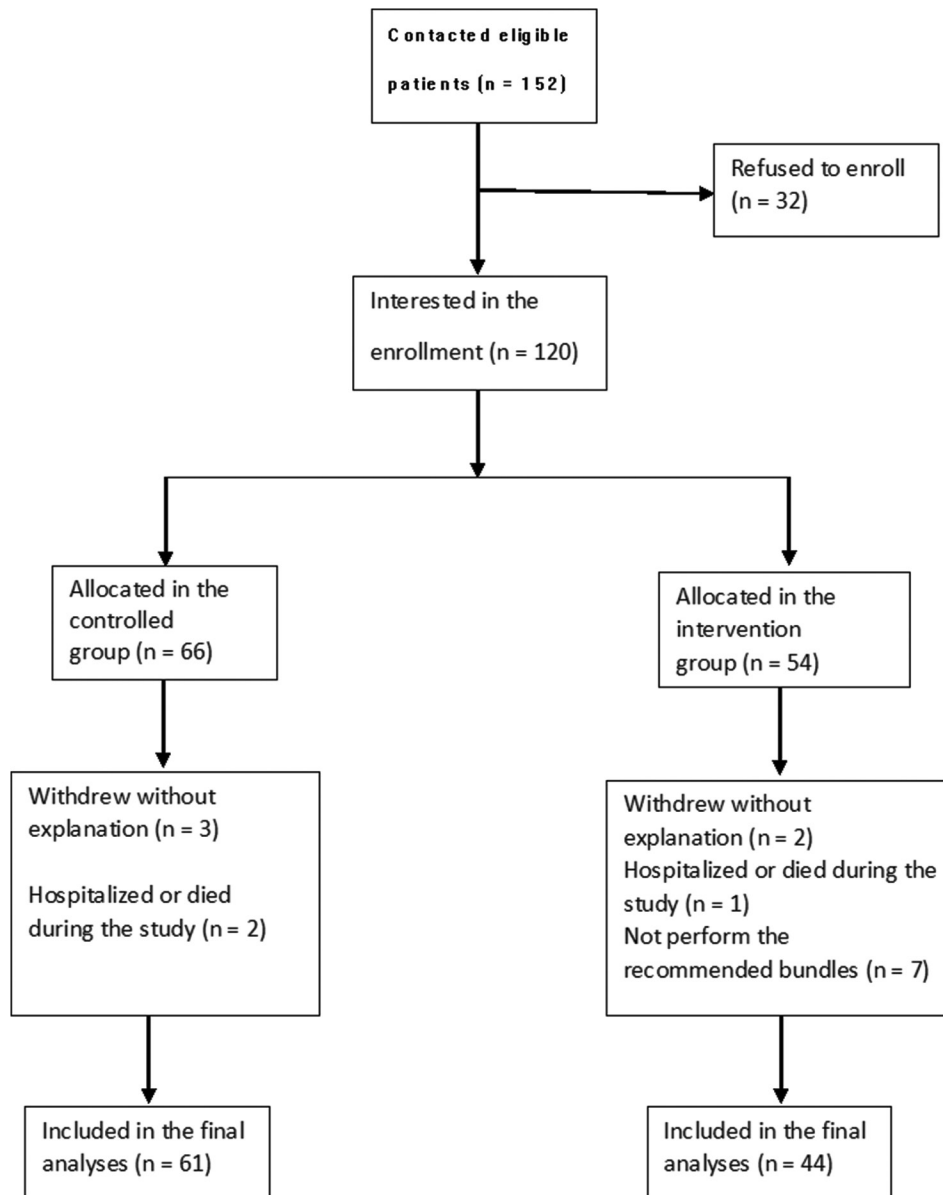 Contacted eligible
patients (n = 152)
Refused to enroll
(n = 32)
Interested in the
enrollment (n = 120)
Allocated in the
controlled
group (n = 66)
Allocated in the
intervention
group (n = 54)
Withdrew without
explanation (n = 3)
Hospitalized or died
during the study (n = 2)
Withdrew without
explanation (n = 2)
Hospitalized or died during the
study (n = 1)
Not perform the
recommended bundles (n = 7)
Included in the final
analyses (n = 61)
Included in the final
analyses (n = 44)